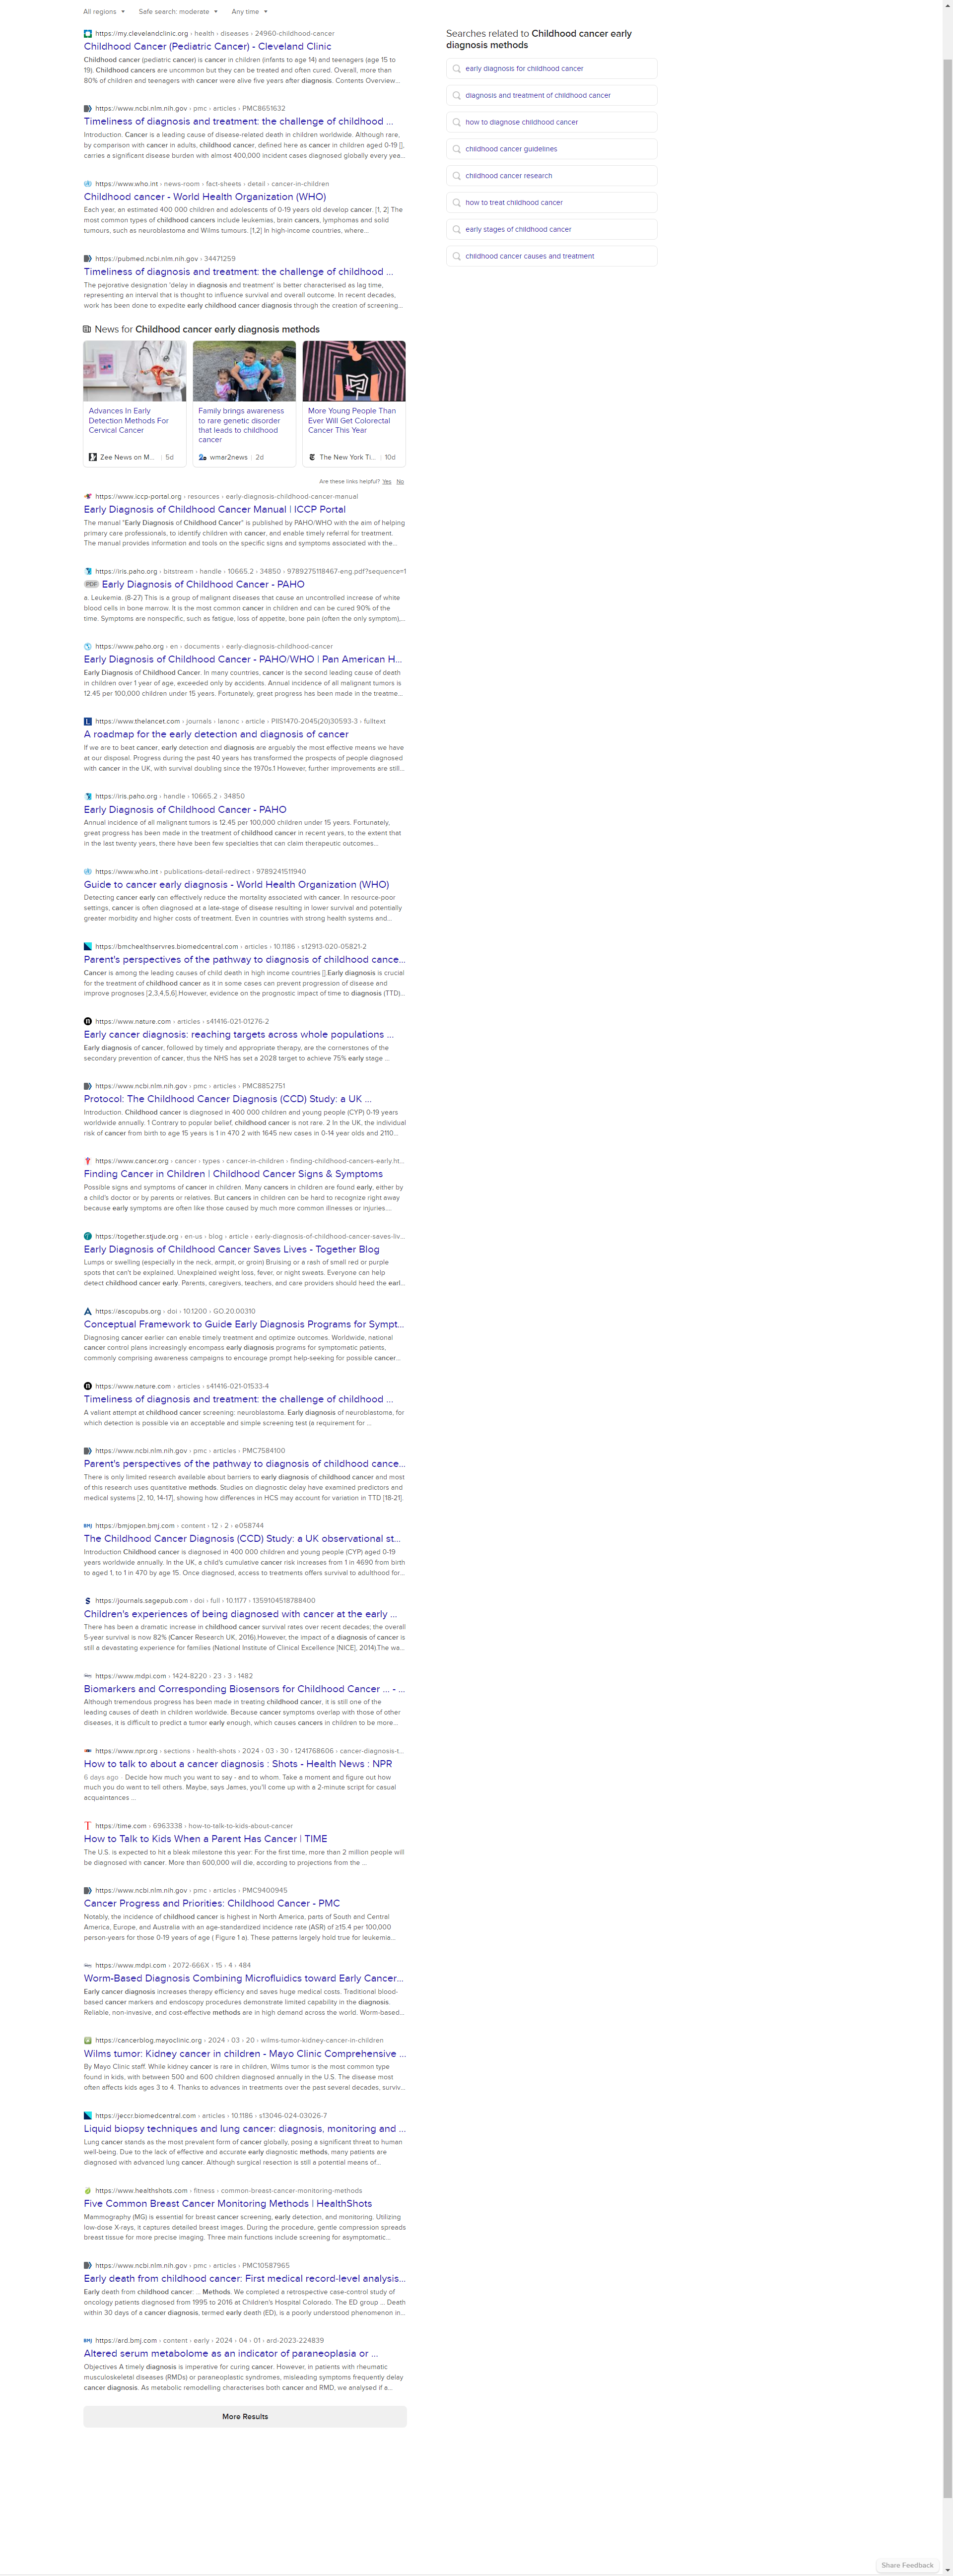 All regions ▼ Safe search: moderate ▼ Any time ▼
https://my.clevelandclinic.org › health › diseases › 24960-childhood-cancer
Childhood Cancer (Pediatric Cancer) - Cleveland Clinic
Childhood cancer (pediatric cancer) is cancer in children (infants to age 14) and teenagers (age 15 to
19). Childhood cancers are uncommon but they can be treated and often cured. Overall, more than
80% of children and teenagers with cancer were alive five years after diagnosis. Contents Overview...
https://www.ncbi.nlm.nih.gov › pmc › articles › PMC8651632
Timeliness of diagnosis and treatment: the challenge of childhood ...
Introduction. Cancer is a leading cause of disease-related death in children worldwide. Although rare,
by comparison with cancer in adults, childhood cancer, defined here as cancer in children aged 0-19 [],
carries a significant disease burden with almost 400,000 incident cases diagnosed globally every yea...
https://www.who.int › news-room › fact-sheets › detail › cancer-in-children
Childhood cancer - World Health Organization (WHO)
Each year, an estimated 400 000 children and adolescents of 0-19 years old develop cancer. [1, 2] The
most common types of childhood cancers include leukemias, brain cancers, lymphomas and solid
tumours, such as neuroblastoma and Wilms tumours. [1,2] In high-income countries, where...
https://pubmed.ncbi.nlm.nih.gov › 34471259
Timeliness of diagnosis and treatment: the challenge of childhood ...
The pejorative designation 'delay in diagnosis and treatment' is better characterised as lag time,
representing an interval that is thought to influence survival and overall outcome. In recent decades,
work has been done to expedite early childhood cancer diagnosis through the creation of screening...
News for Childhood cancer early diagnosis methods
Advances In Early
Detection Methods For
Cervical Cancer
Zee News on M... | 5d
Family brings awareness
to rare genetic disorder
that leads to childhood
cancer
wmar2news | 2d
More Young People Than
Ever Will Get Colorectal
Cancer This Year
The New York Ti... | 10d
Are these links helpful? Yes No
https://www.iccp-portal.org › resources › early-diagnosis-childhood-cancer-manual
Early Diagnosis of Childhood Cancer Manual | ICCP Portal
The manual "Early Diagnosis of Childhood Cancer" is published by PAHO/WHO with the aim of helping
primary care professionals, to identify children with cancer, and enable timely referral for treatment.
The manual provides information and tools on the specific signs and symptoms associated with the...
https://iris.paho.org › bitstream › handle › 10665.2 › 34850 › 9789275118467-eng.pdf?sequence=1
PDF Early Diagnosis of Childhood Cancer - PAHO
a. Leukemia. (8-27) This is a group of malignant diseases that cause an uncontrolled increase of white
blood cells in bone marrow. It is the most common cancer in children and can be cured 90% of the
time. Symptoms are nonspecific, such as fatigue, loss of appetite, bone pain (often the only symptom),...
https://www.paho.org › en › documents › early-diagnosis-childhood-cancer
Early Diagnosis of Childhood Cancer - PAHO/WHO | Pan American H...
Early Diagnosis of Childhood Cancer. In many countries, cancer is the second leading cause of death
in children over 1 year of age, exceeded only by accidents. Annual incidence of all malignant tumors is
12.45 per 100,000 children under 15 years. Fortunately, great progress has been made in the treatme...
https://www.thelancet.com › journals › lanonc › article › PIIS1470-2045(20)30593-3 › fulltext
A roadmap for the early detection and diagnosis of cancer
If we are to beat cancer, early detection and diagnosis are arguably the most effective means we have
at our disposal. Progress during the past 40 years has transformed the prospects of people diagnosed
with cancer in the UK, with survival doubling since the 1970s.1 However, further improvements are still...
https://iris.paho.org › handle › 10665.2 › 34850
Early Diagnosis of Childhood Cancer - PAHO
Annual incidence of all malignant tumors is 12.45 per 100,000 children under 15 years. Fortunately,
great progress has been made in the treatment of childhood cancer in recent years, to the extent that
in the last twenty years, there have been few specialties that can claim therapeutic outcomes...
https://www.who.int › publications-detail-redirect › 9789241511940
Guide to cancer early diagnosis - World Health Organization (WHO)
Detecting cancer early can effectively reduce the mortality associated with cancer. In resource-poor
settings, cancer is often diagnosed at a late-stage of disease resulting in lower survival and potentially
greater morbidity and higher costs of treatment. Even in countries with strong health systems and...
https://bmchealthservres.biomedcentral.com › articles › 10.1186 › s12913-020-05821-2
Parent's perspectives of the pathway to diagnosis of childhood cance...
Cancer is among the leading causes of child death in high income countries []. Early diagnosis is crucial
for the treatment of childhood cancer as it in some cases can prevent progression of disease and
improve prognoses [2,3,4,5,6].However, evidence on the prognostic impact of time to diagnosis (TTD)...
https://www.nature.com › articles › s41416-021-01276-2
Early cancer diagnosis: reaching targets across whole populations ...
Early diagnosis of cancer, followed by timely and appropriate therapy, are the cornerstones of the
secondary prevention of cancer, thus the NHS has set a 2028 target to achieve 75% early stage ...
https://www.ncbi.nlm.nih.gov › pmc › articles › PMC8852751
Protocol: The Childhood Cancer Diagnosis (CCD) Study: a UK ...
Introduction. Childhood cancer is diagnosed in 400 000 children and young people (CYP) 0-19 years
worldwide annually. 1 Contrary to popular belief, childhood cancer is not rare. 2 In the UK, the individual
risk of cancer from birth to age 15 years is 1 in 470 2 with 1645 new cases in 0-14 year olds and 2110...
https://www.cancer.org › cancer › types › cancer-in-children › finding-childhood-cancers-early.ht...
Finding Cancer in Children | Childhood Cancer Signs & Symptoms
Possible signs and symptoms of cancer in children. Many cancers in children are found early, either by
a child's doctor or by parents or relatives. But cancers in children can be hard to recognize right away
because early symptoms are often like those caused by much more common illnesses or injuries....
https://together.stjude.org › en-us › blog › article › early-diagnosis-of-childhood-cancer-saves-liv...
Early Diagnosis of Childhood Cancer Saves Lives - Together Blog
Lumps or swelling (especially in the neck, armpit, or groin) Bruising or a rash of small red or purple
spots that can't be explained. Unexplained weight loss, fever, or night sweats. Everyone can help
detect childhood cancer early. Parents, caregivers, teachers, and care providers should heed the earl...
https://ascopubs.org › doi › 10.1200 › GO.20.00310
Conceptual Framework to Guide Early Diagnosis Programs for Sympt...
Diagnosing cancer earlier can enable timely treatment and optimize outcomes. Worldwide, national
cancer control plans increasingly encompass early diagnosis programs for symptomatic patients,
commonly comprising awareness campaigns to encourage prompt help-seeking for possible cancer...
https://www.nature.com › articles › s41416-021-01533-4
Timeliness of diagnosis and treatment: the challenge of childhood ...
A valiant attempt at childhood cancer screening: neuroblastoma. Early diagnosis of neuroblastoma, for
which detection is possible via an acceptable and simple screening test (a requirement for ...
https://www.ncbi.nlm.nih.gov › pmc › articles › PMC7584100
Parent's perspectives of the pathway to diagnosis of childhood cance...
There is only limited research available about barriers to early diagnosis of childhood cancer and most
of this research uses quantitative methods. Studies on diagnostic delay have examined predictors and
medical systems [2, 10, 14-17], showing how differences in HCS may account for variation in TTD [18-21].
https://bmjopen.bmj.com › content › 12 › 2 › e058744
The Childhood Cancer Diagnosis (CCD) Study: a UK observational st...
Introduction Childhood cancer is diagnosed in 400 000 children and young people (CYP) aged 0-19
years worldwide annually. In the UK, a child's cumulative cancer risk increases from 1 in 4690 from birth
to aged 1, to 1 in 470 by age 15. Once diagnosed, access to treatments offers survival to adulthood for...
https://journals.sagepub.com › doi › full › 10.1177 › 1359104518788400
Children's experiences of being diagnosed with cancer at the early ...
There has been a dramatic increase in childhood cancer survival rates over recent decades; the overall
5-year survival is now 82% (Cancer Research UK, 2016).However, the impact of a diagnosis of cancer is
still a devastating experience for families (National Institute of Clinical Excellence [NICE], 2014).The wa...
https://www.mdpi.com › 1424-8220 › 23 › 3 › 1482
Biomarkers and Corresponding Biosensors for Childhood Cancer ... - ...
Although tremendous progress has been made in treating childhood cancer, it is still one of the
leading causes of death in children worldwide. Because cancer symptoms overlap with those of other
diseases, it is difficult to predict a tumor early enough, which causes cancers in children to be more...
https://www.npr.org › sections › health-shots › 2024 › 03 › 30 › 1241768606 › cancer-diagnosis-t...
How to talk to about a cancer diagnosis : Shots - Health News : NPR
6 days ago · Decide how much you want to say - and to whom. Take a moment and figure out how
much you do want to tell others. Maybe, says James, you'll come up with a 2-minute script for casual
acquaintances ...
https://time.com › 6963338 › how-to-talk-to-kids-about-cancer
How to Talk to Kids When a Parent Has Cancer | TIME
The U.S. is expected to hit a bleak milestone this year: For the first time, more than 2 million people will
be diagnosed with cancer. More than 600,000 will die, according to projections from the ...
https://www.ncbi.nlm.nih.gov › pmc › articles › PMC9400945
Cancer Progress and Priorities: Childhood Cancer - PMC
Notably, the incidence of childhood cancer is highest in North America, parts of South and Central
America, Europe, and Australia with an age-standardized incidence rate (ASR) of ≥15.4 per 100,000
person-years for those 0-19 years of age ( Figure 1 a). These patterns largely hold true for leukemia...
https://www.mdpi.com › 2072-666X › 15 › 4 › 484
Worm-Based Diagnosis Combining Microfluidics toward Early Cancer...
Early cancer diagnosis increases therapy efficiency and saves huge medical costs. Traditional blood-
based cancer markers and endoscopy procedures demonstrate limited capability in the diagnosis.
Reliable, non-invasive, and cost-effective methods are in high demand across the world. Worm-based...
https://cancerblog.mayoclinic.org › 2024 › 03 › 20 › wilms-tumor-kidney-cancer-in-children
Wilms tumor: Kidney cancer in children - Mayo Clinic Comprehensive ...
By Mayo Clinic staff. While kidney cancer is rare in children, Wilms tumor is the most common type
found in kids, with between 500 and 600 children diagnosed annually in the U.S. The disease most
often affects kids ages 3 to 4. Thanks to advances in treatments over the past several decades, surviv...
https://jeccr.biomedcentral.com › articles › 10.1186 › s13046-024-03026-7
Liquid biopsy techniques and lung cancer: diagnosis, monitoring and ...
Lung cancer stands as the most prevalent form of cancer globally, posing a significant threat to human
well-being. Due to the lack of effective and accurate early diagnostic methods, many patients are
diagnosed with advanced lung cancer. Although surgical resection is still a potential means of...
https://www.healthshots.com › fitness › common-breast-cancer-monitoring-methods
Five Common Breast Cancer Monitoring Methods | HealthShots
Mammography (MG) is essential for breast cancer screening, early detection, and monitoring. Utilizing
low-dose X-rays, it captures detailed breast images. During the procedure, gentle compression spreads
breast tissue for more precise imaging. Three main functions include screening for asymptomatic...
https://www.ncbi.nlm.nih.gov › pmc › articles › PMC10587965
Early death from childhood cancer: First medical record-level analysis...
Early death from childhood cancer: ... Methods. We completed a retrospective case-control study of
oncology patients diagnosed from 1995 to 2016 at Children's Hospital Colorado. The ED group ... Death
within 30 days of a cancer diagnosis, termed early death (ED), is a poorly understood phenomenon in...
https://ard.bmj.com › content › early › 2024 › 04 › 01 › ard-2023-224839
Altered serum metabolome as an indicator of paraneoplasia or ...
Objectives A timely diagnosis is imperative for curing cancer. However, in patients with rheumatic
musculoskeletal diseases (RMDs) or paraneoplastic syndromes, misleading symptoms frequently delay
cancer diagnosis. As metabolic remodelling characterises both cancer and RMD, we analysed if a...
More Results
Searches related to Childhood cancer early
diagnosis methods
early diagnosis for childhood cancer
diagnosis and treatment of childhood cancer
how to diagnose childhood cancer
childhood cancer guidelines
childhood cancer research
how to treat childhood cancer
early stages of childhood cancer
childhood cancer causes and treatment
Share Feedback